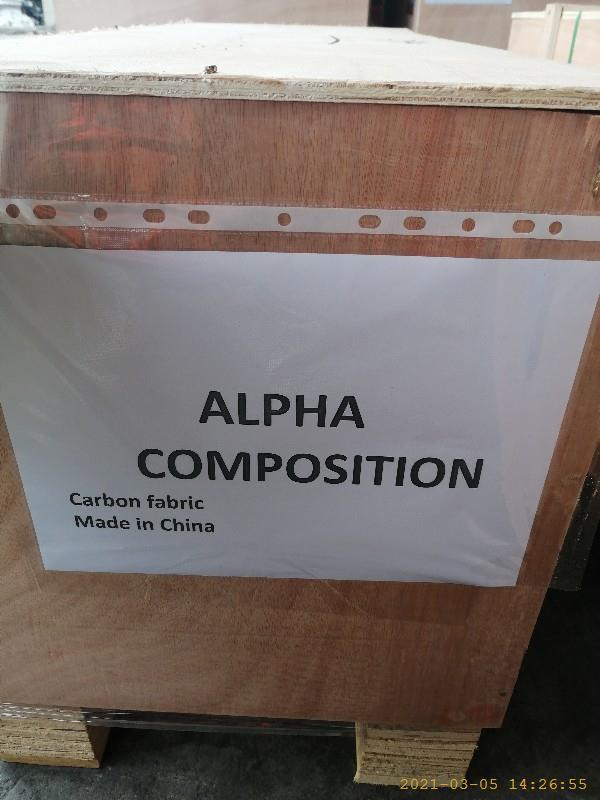 ALPHA
COMPOSITION
Carbon fabric
Made in China
2021-03-05 14:26:55